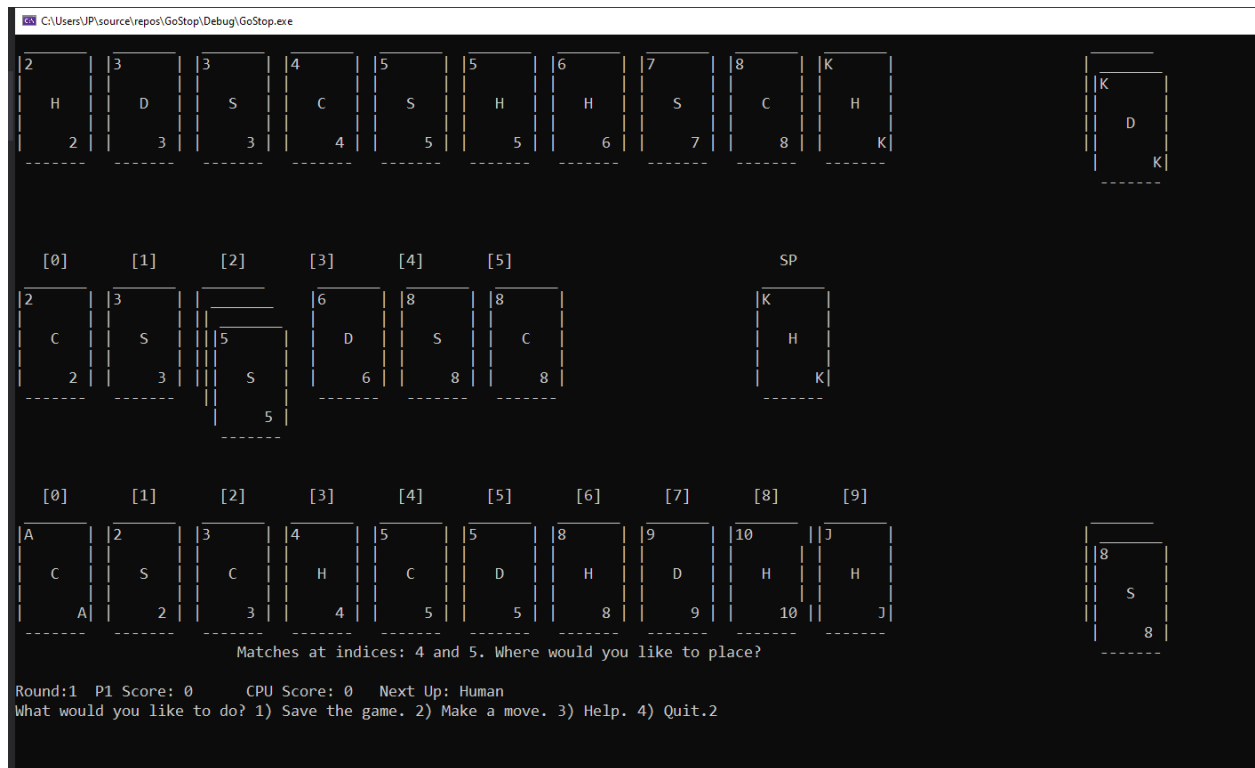 C:\Users\JP\source\repos\GoStop\Debug\GoStop.exe
2 3 3 4 5 5 6 7 8 K
K
H D S C S H H S C H
D
2 3 3 4 5 5 6 7 8 K
K
[0] [1] [2] [3] [4] [5] SP
2 3 6 8 8 K
5
C S D S C H
2 3 S 6 8 8 K
5
[0] [1] [2] [3] [4] [5] [6] [7] [8] [9]
A 2 3 4 5 5 8 9 10 J
8
C S C H C D H D H H
S
A 2 3 4 5 5 8 9 10 J
8
Matches at indices: 4 and 5. Where would you like to place?
Round:1 P1 Score: 0 CPU Score: 0 Next Up: Human
What would you like to do? 1) Save the game. 2) Make a move. 3) Help. 4) Quit.2